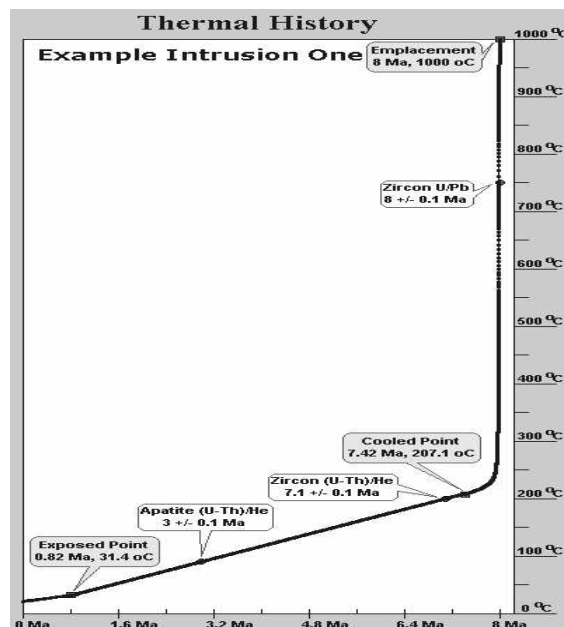 Thermal History
Example Intrusion One
Emplacement
8 Ma, 1000 oC
1000 ºC
900 ºC
800 ºC
Zircon U/Pb
8 +/- 0.1 Ma
700 ºC
600 ºC
500 ºC
400 ºC
300 ºC
Cooled Point
7.42 Ma, 207.1 oC
Zircon (U-Th)/He
7.1 +/- 0.1 Ma
200 ºC
Apatite (U-Th)/He
3 +/- 0.1 Ma
100 ºC
Exposed Point
0.82 Ma, 31.4 oC
0 ºC
0 Ma 1.6 Ma 3.2 Ma 4.8 Ma 6.4 Ma 8 Ma